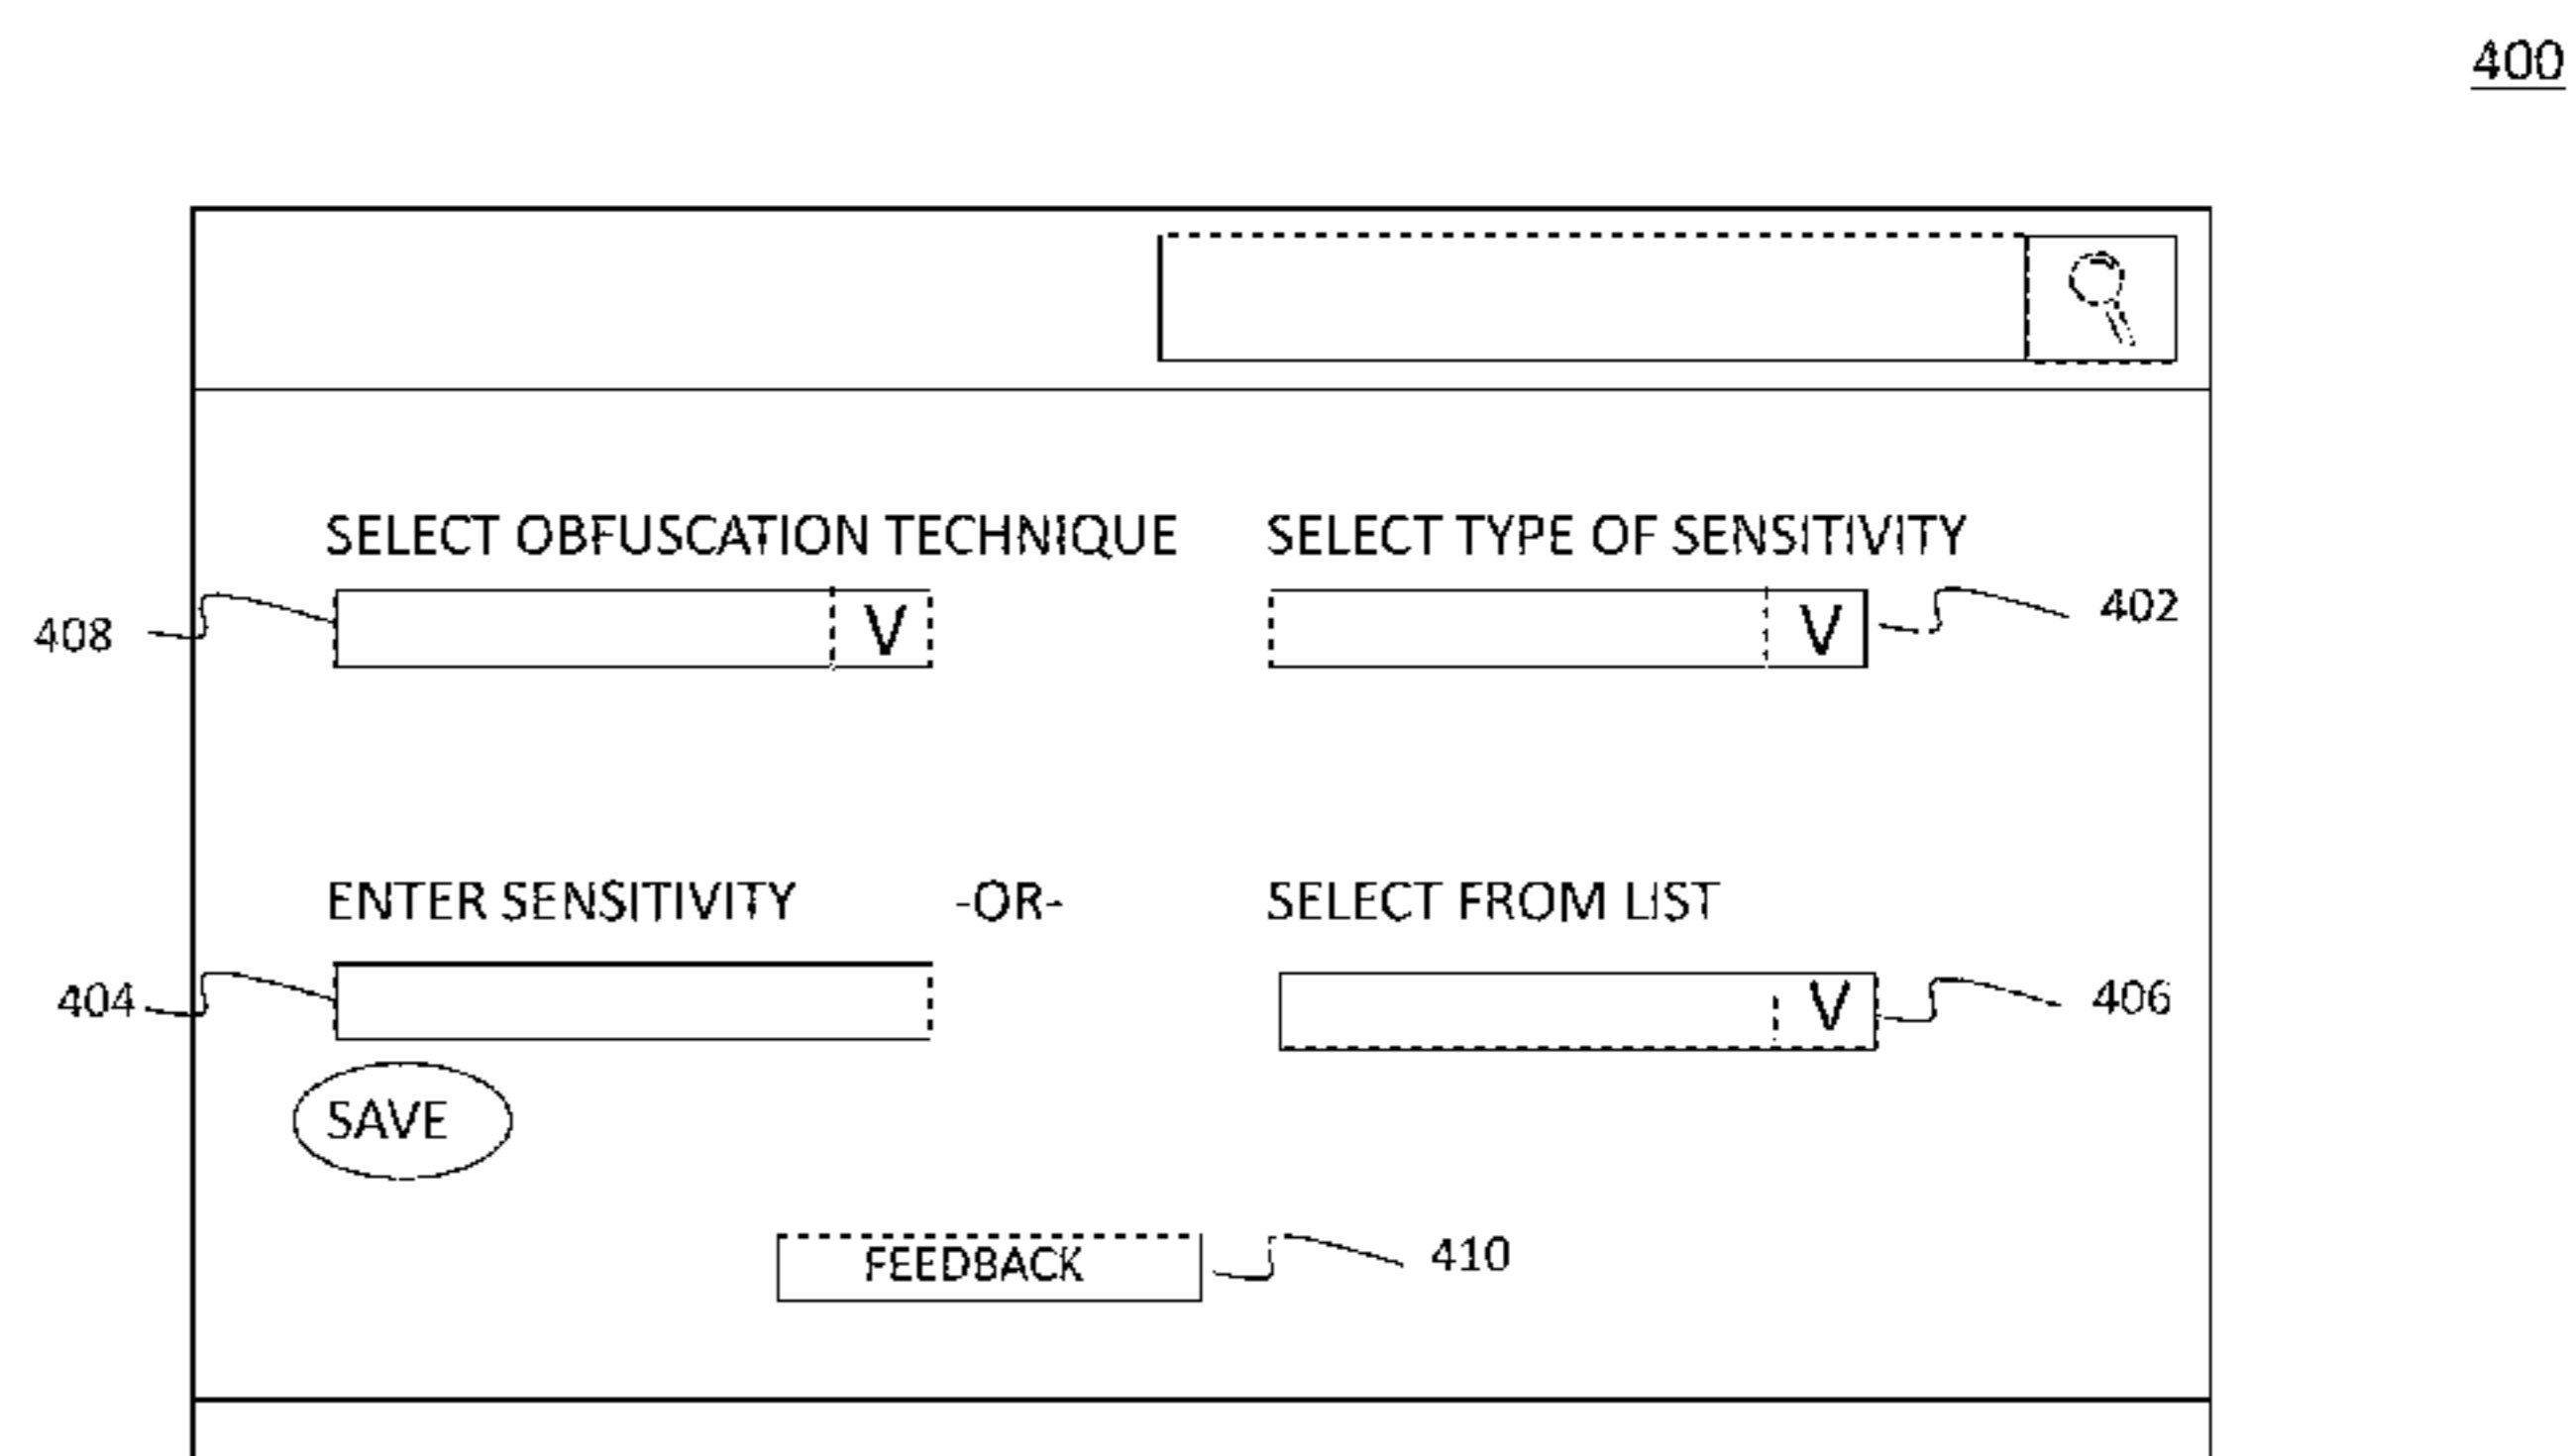 400
SELECT OBFUSCATION TECHNIQUE SELECT TYPE OF SENSITIVITY
408 V V 402
ENTER SENSITIVITY -OR- SELECT FROM LIST
404 V 406
SAVE
FEEDBACK 410